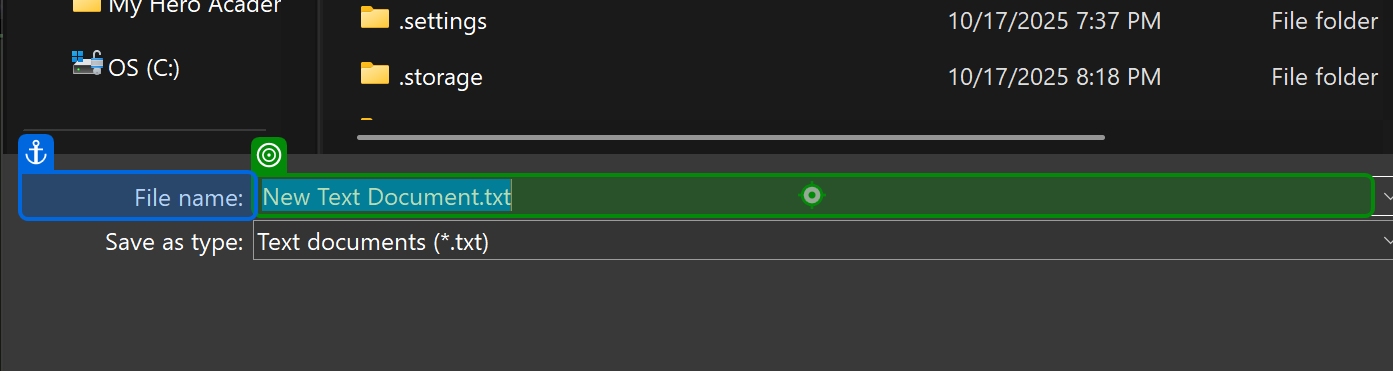 My Hero Acader
.settings 10/17/2025 7:37 PM File folder
OS (C:)
.storage 10/17/2025 8:18 PM File folder
File name: New Text Document.txt
Save as type: Text documents (*.txt)